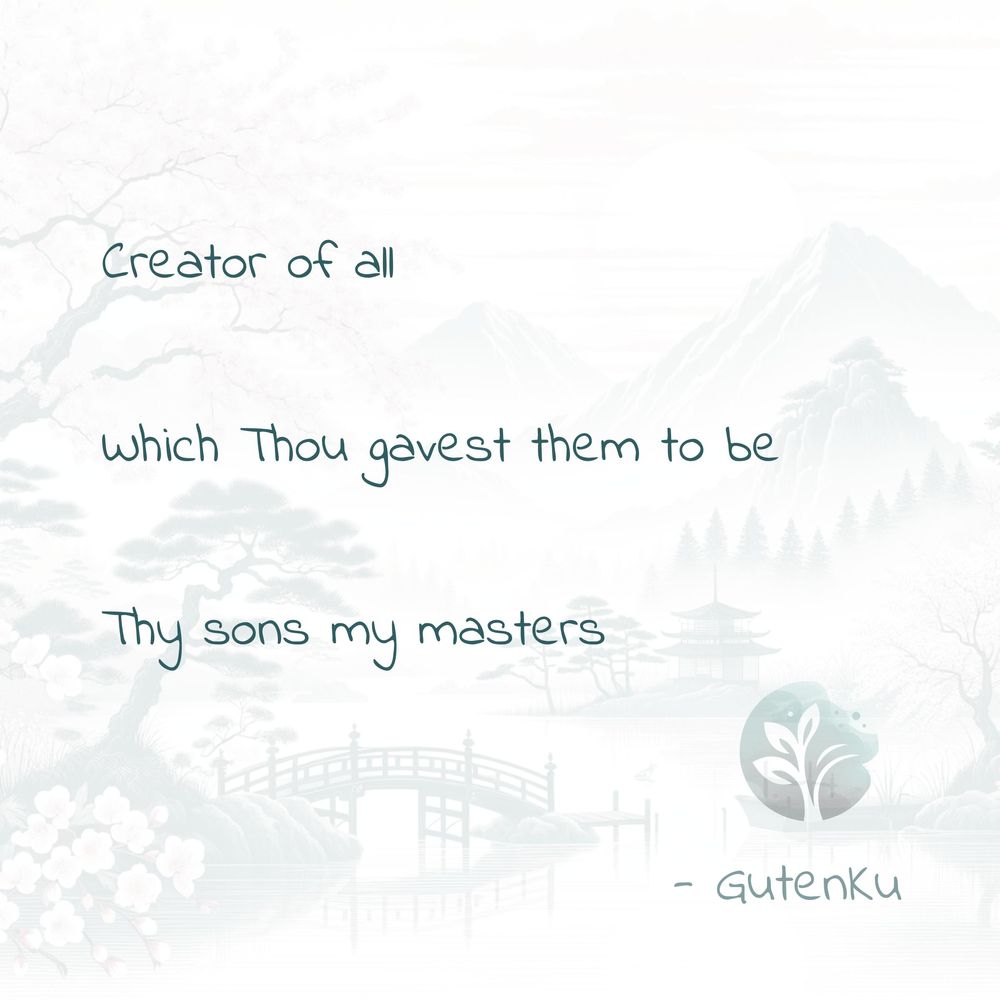 Creator of all
which Thou gavest them to be
Thy sons my masters
- GutenKu